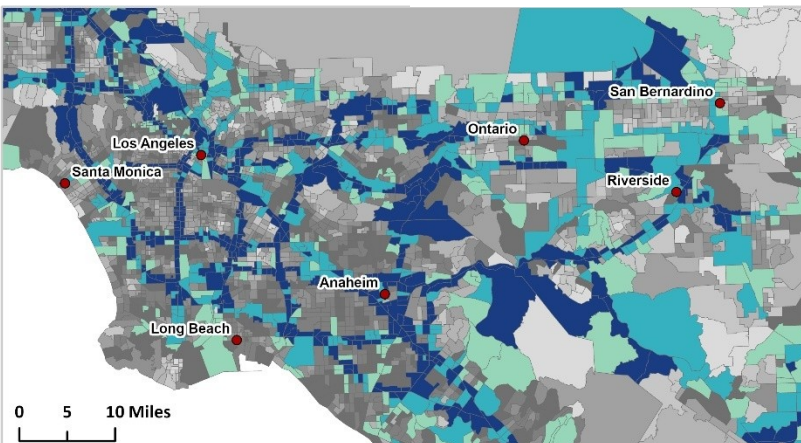 San Bernardino
Ontario
Los Angeles
Santa Monica
Riverside
Anaheim
Long Beach
0 5 10 Miles